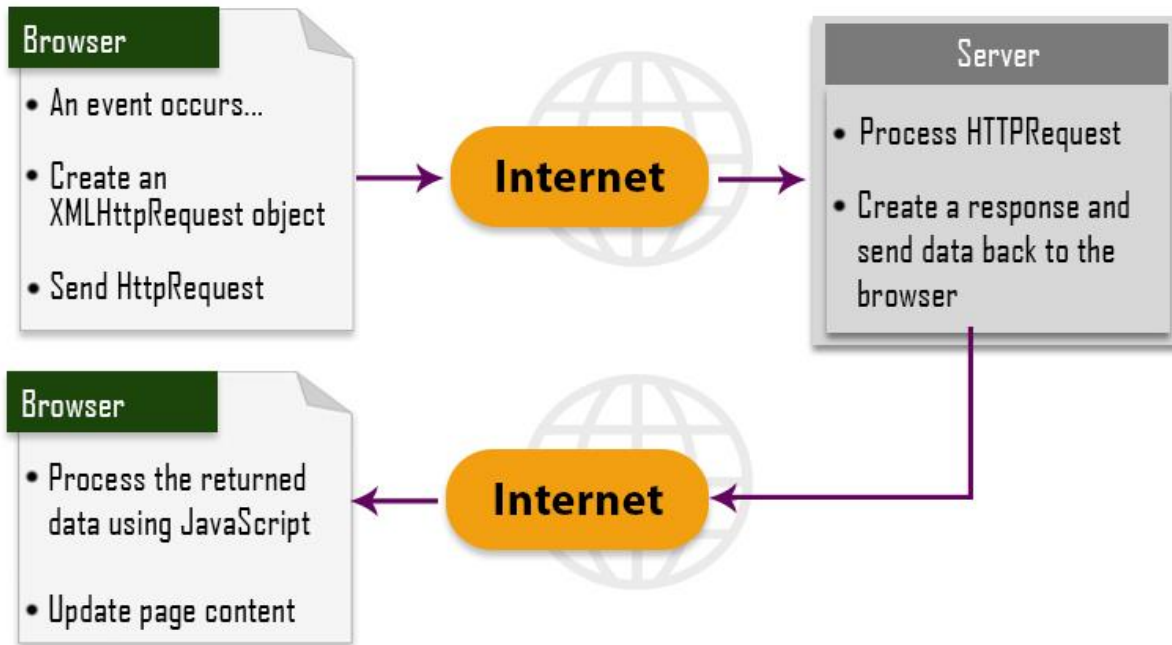 Browser
• An event occurs...
• Create an
XMLHttpRequest object
• Send HttpRequest
Internet
Server
• Process HTTPRequest
• Create a response and
send data back to the
browser
Browser
• Process the returned
data using JavaScript
• Update page content
Internet